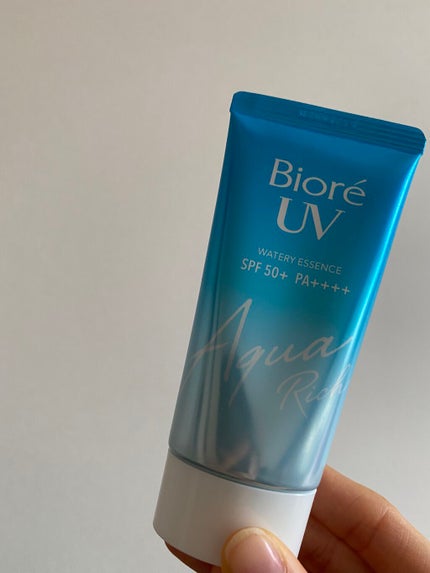 Bioré
UV
WATERY ESSENCE
SPF 50+ PA++++
Aqua
Rich